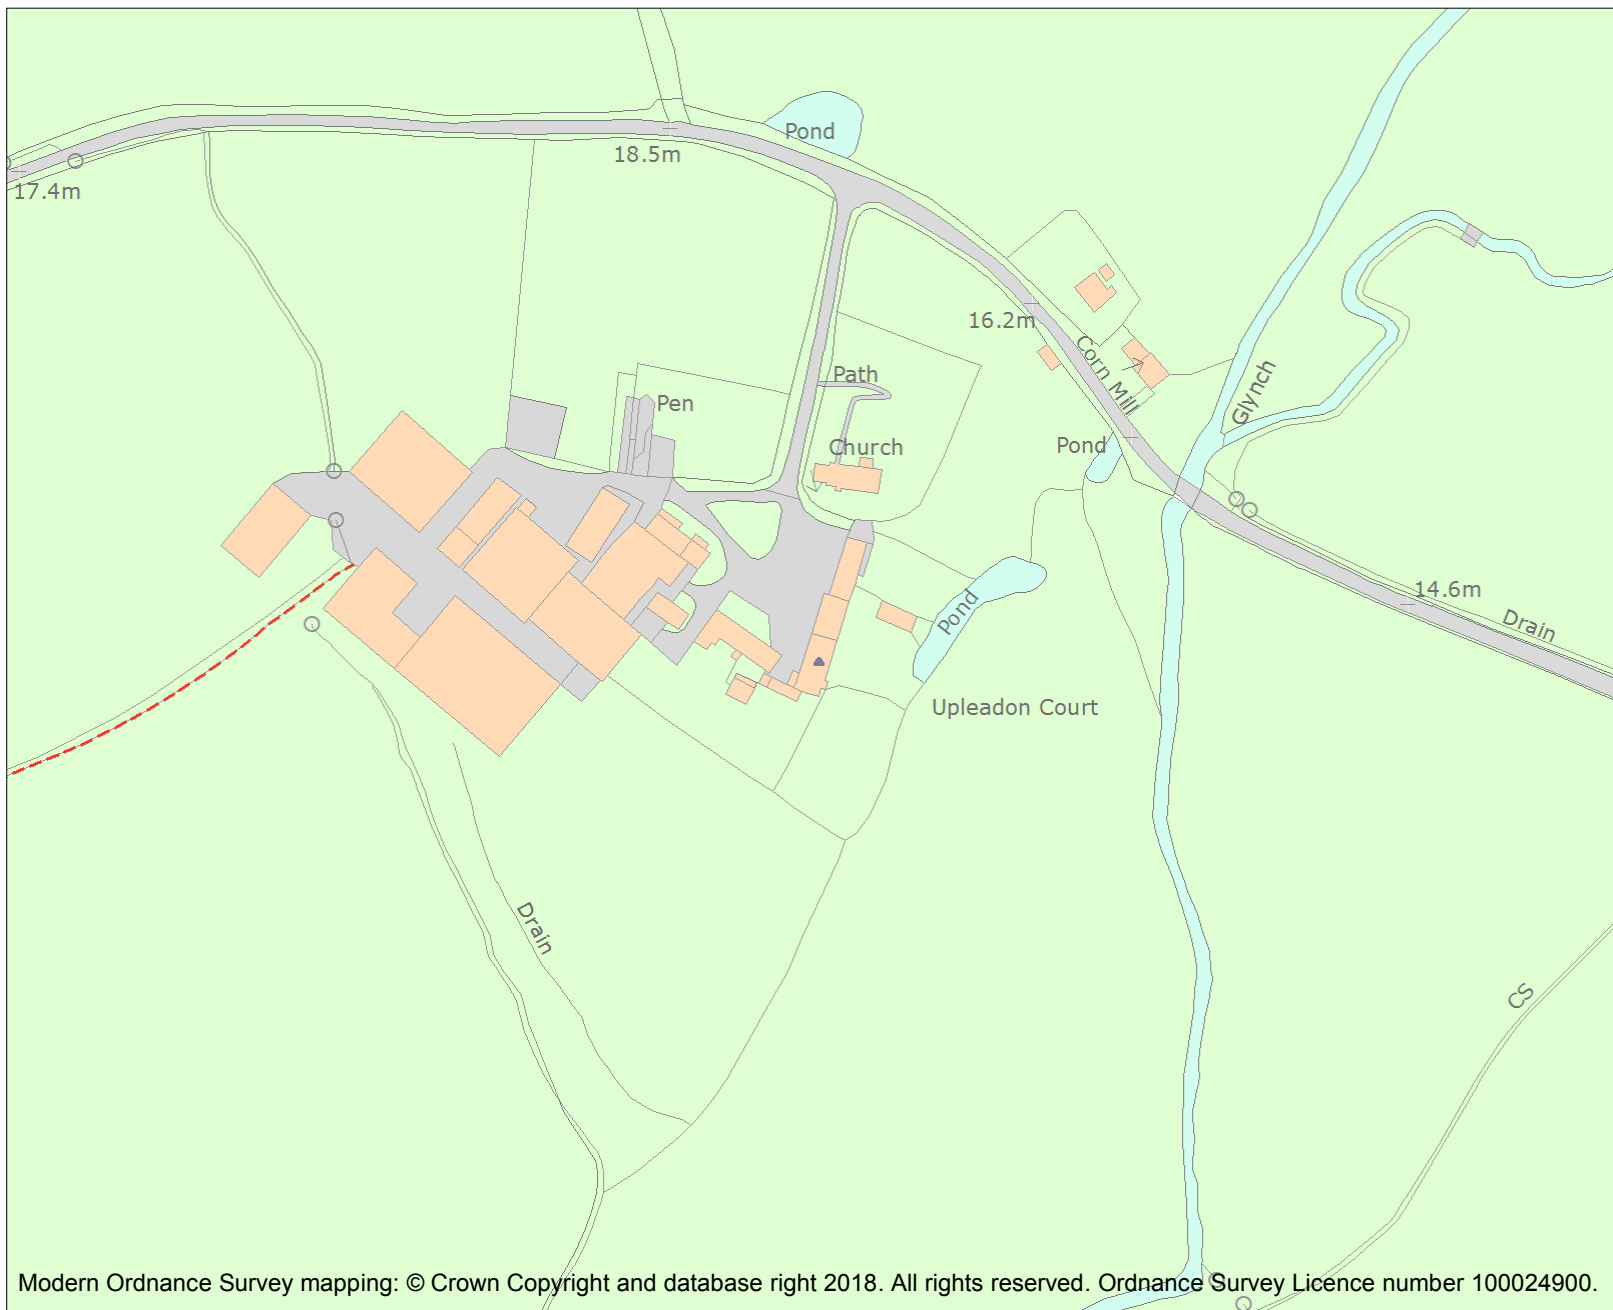 Pond
18.5m
17.4m
16.2m
Corn Mill
Path
Glynch
Pen
Church
Pond
14.6m
Pond
Drain
Upleadon Court
Drain
CS
Modern Ordnance Survey mapping: © Crown Copyright and database right 2018. All rights reserved. Ordnance Survey Licence number 100024900.